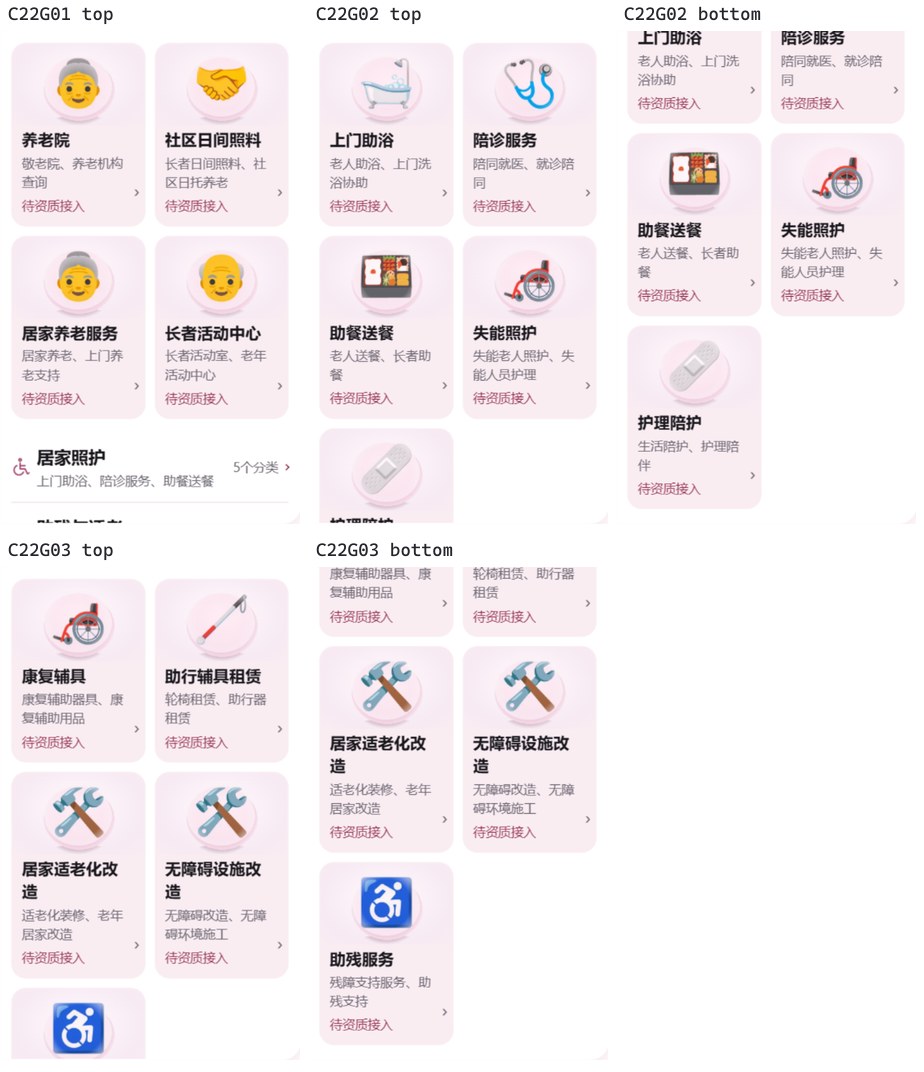 C22G01 top
养老院
敬老院、养老机构
查询
待资质接入
社区日间照料
长者日间照料、社
区日托养老
待资质接入
居家养老服务
居家养老、上门养
老支持
待资质接入
长者活动中心
长者活动室、老年
活动中心
待资质接入
居家照护
上门助浴、陪诊服务、助餐送餐
5个分类
C22G02 top
上门助浴
老人助浴、上门洗
浴协助
待资质接入
陪诊服务
陪同就医、就诊陪
同
待资质接入
助餐送餐
老人送餐、长者助
餐
待资质接入
失能照护
失能老人照护、失
能人员护理
待资质接入
护理陪护
C22G02 bottom
上门助浴
老人助浴、上门洗
浴协助
待资质接入
陪诊服务
陪同就医、就诊陪
同
待资质接入
助餐送餐
老人送餐、长者助
餐
待资质接入
失能照护
失能老人照护、失
能人员护理
待资质接入
护理陪护
生活陪护、护理陪
伴
待资质接入
C22G03 top
康复辅具
康复辅助器具、康
复辅助用品
待资质接入
助行辅具租赁
轮椅租赁、助行器
租赁
待资质接入
居家适老化改
造
适老化装修、老年
居家改造
待资质接入
无障碍设施改
造
无障碍改造、无障
碍环境施工
待资质接入
C22G03 bottom
康复辅助器具、康
复辅助用品
待资质接入
轮椅租赁、助行器
租赁
待资质接入
居家适老化改
造
适老化装修、老年
居家改造
待资质接入
无障碍设施改
造
无障碍改造、无障
碍环境施工
待资质接入
助残服务
残障支持服务、助
残支持
待资质接入